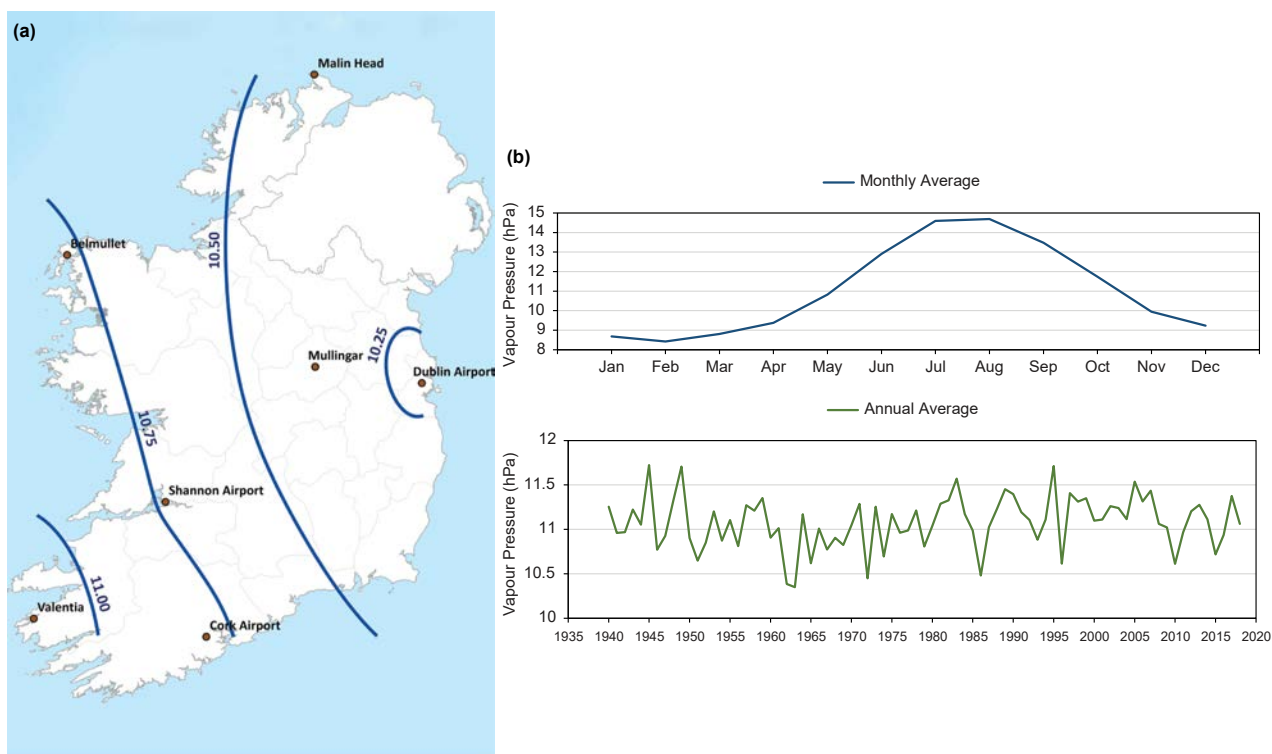 (a)
Malin Head
Belmullet
10.50
10.25
Mullingar
Dublin Airport
10.75
Shannon Airport
11.00
Valentia
Cork Airport
(b)
Monthly Average
Vapour Pressure (hPa)
15
14
13
12
11
10
9
8
Jan Feb Mar Apr May Jun Jul Aug Sep Oct Nov Dec
Annual Average
Vapour Pressure (hPa)
12
11.5
11
10.5
10
1935 1940 1945 1950 1955 1960 1965 1970 1975 1980 1985 1990 1995 2000 2005 2010 2015 2020